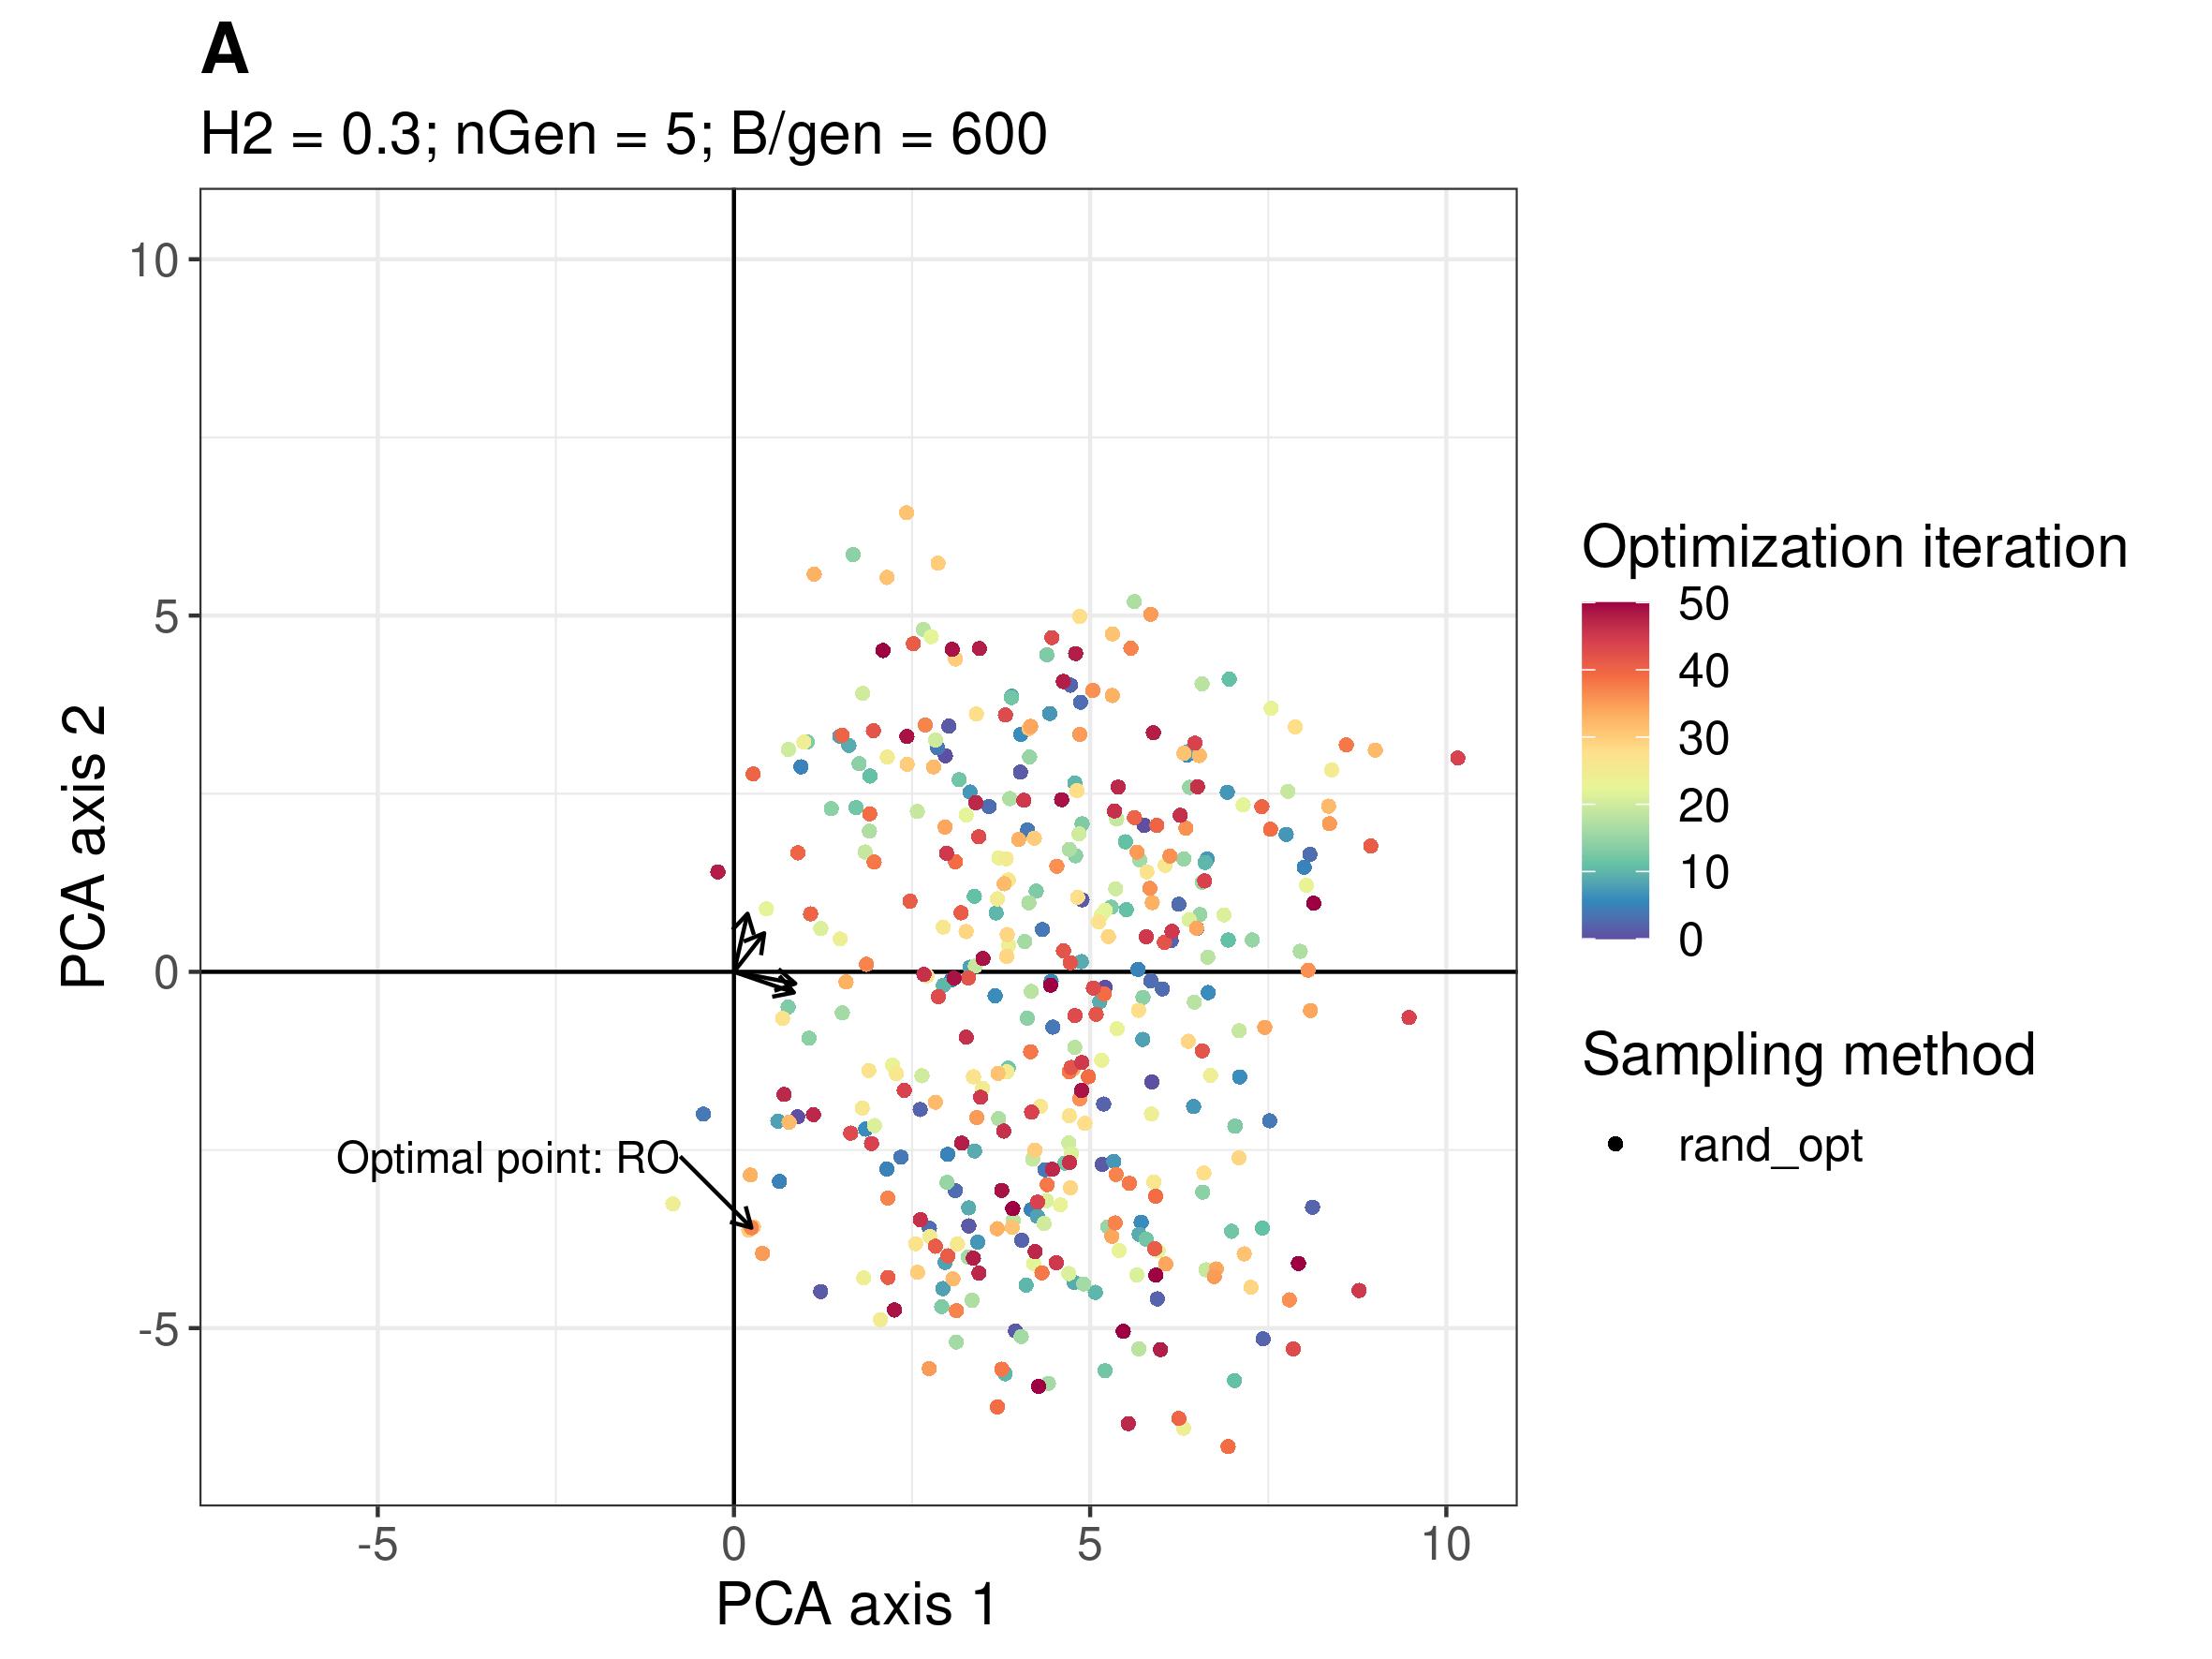 A
H2 = 0.3; nGen = 5; B/gen = 600
10
5
0
-5
PCA axis 2
Optimal point: RO
-5
0
5
10
PCA axis 1
Optimization iteration
50
40
30
20
10
0
Sampling method
rand_opt